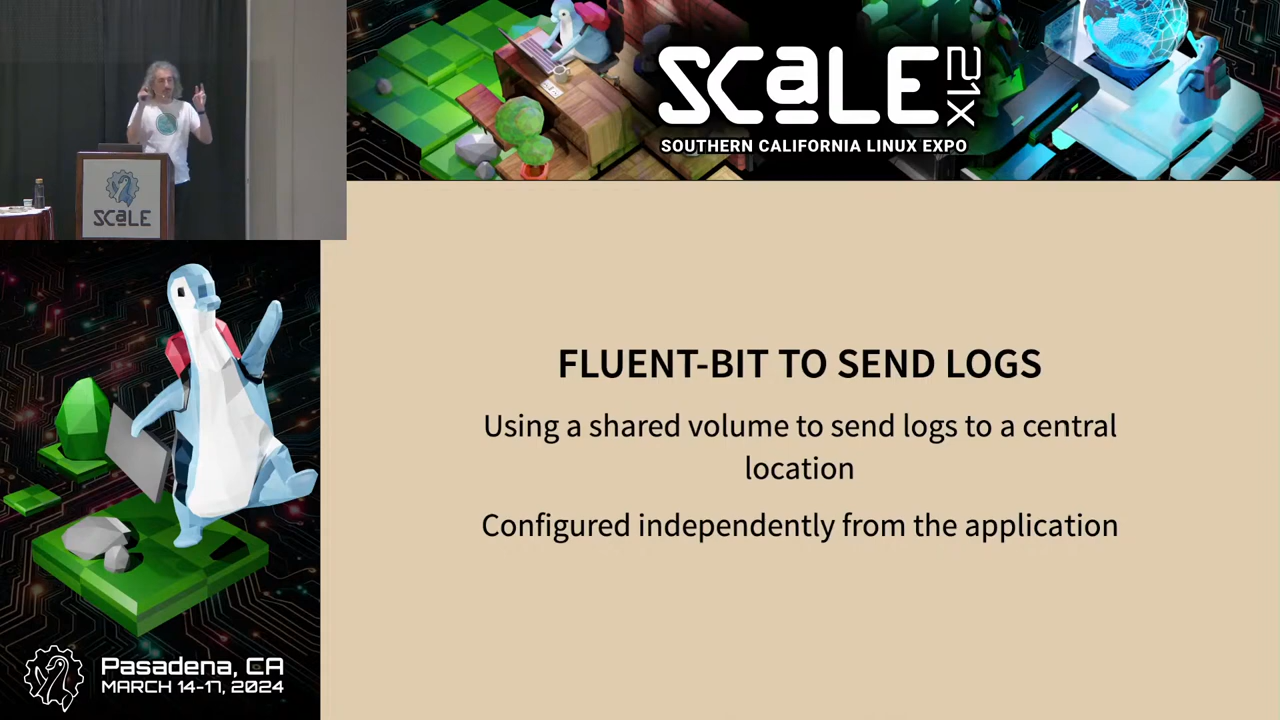 SCaLE
21X
SOUTHERN CALIFORNIA LINUX EXPO
SCaLE
FLUENT-BIT TO SEND LOGS
Using a shared volume to send logs to a central
location
Configured independently from the application
Pasadena, CA
MARCH 14-17, 2024